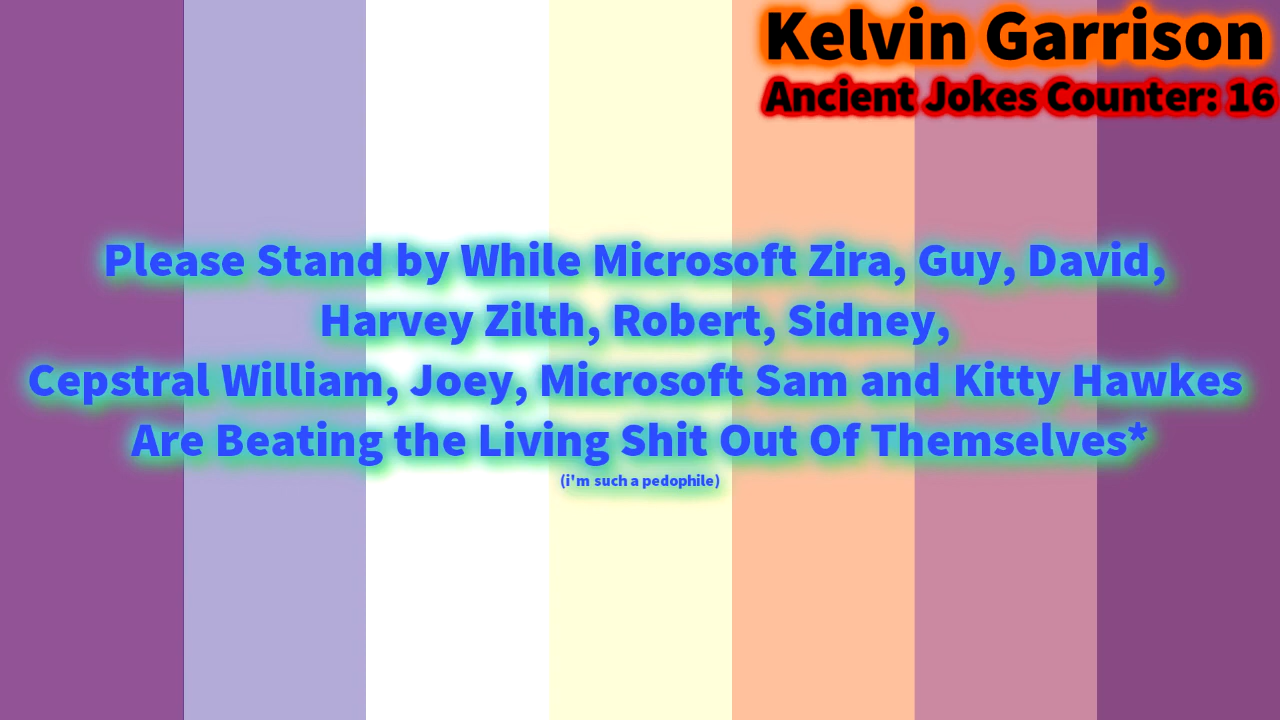 Kelvin Garrison
Ancient Jokes Counter: 16
Please Stand by While Microsoft Zira, Guy, David,
Harvey Zilth, Robert, Sidney,
Cepstral William, Joey, Microsoft Sam and Kitty Hawkes
Are Beating the Living Shit Out Of Themselves*
(i'm such a pedophile)